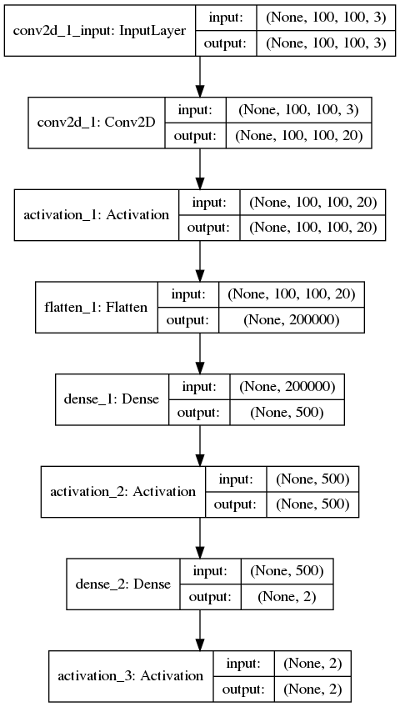 conv2d_1_input: InputLayer
input: (None, 100, 100, 3)
output: (None, 100, 100, 3)
conv2d_1: Conv2D
input: (None, 100, 100, 3)
output: (None, 100, 100, 20)
activation_1: Activation
input: (None, 100, 100, 20)
output: (None, 100, 100, 20)
flatten_1: Flatten
input: (None, 100, 100, 20)
output: (None, 200000)
dense_1: Dense
input: (None, 200000)
output: (None, 500)
activation_2: Activation
input: (None, 500)
output: (None, 500)
dense_2: Dense
input: (None, 500)
output: (None, 2)
activation_3: Activation
input: (None, 2)
output: (None, 2)